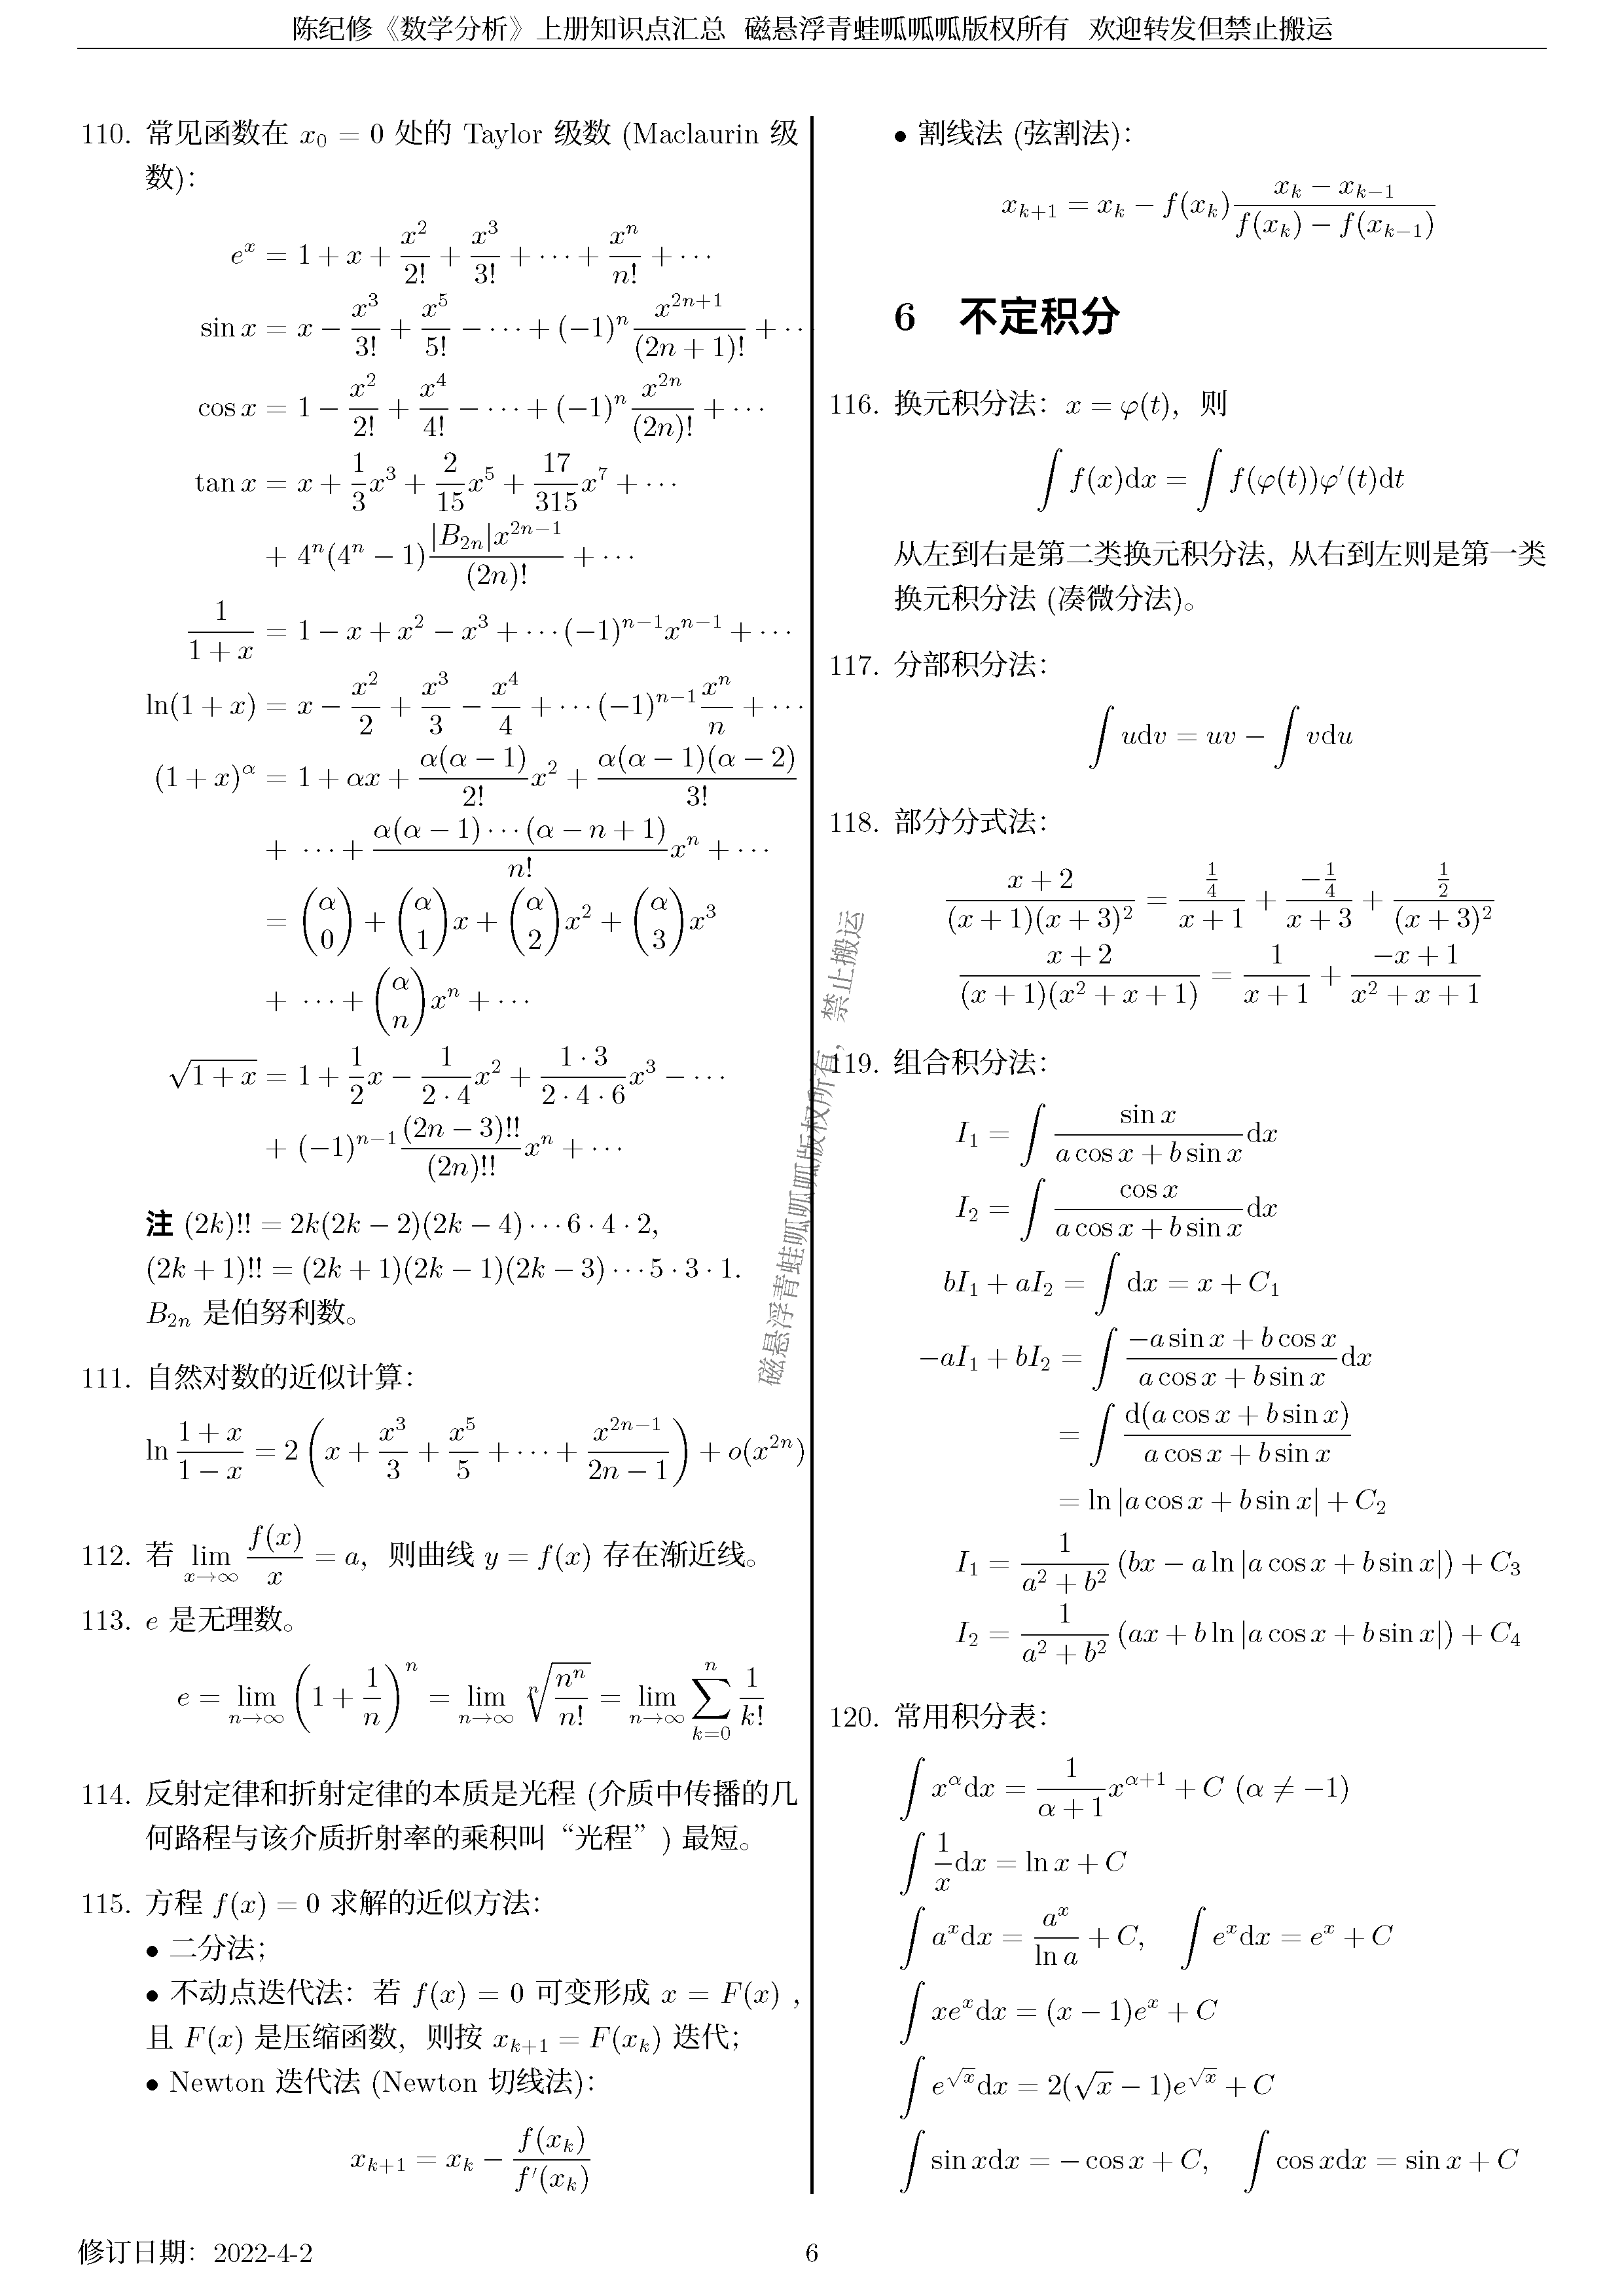 陈纪修《数学分析》上册知识点汇总 磁悬浮青蛙呱呱呱版权所有 欢迎转发但禁止搬运
110. 常见函数在 $x_0 = 0$ 处的 Taylor 级数 (Maclaurin 级
数):
$e^x = 1 + x + \frac{x^2}{2!} + \frac{x^3}{3!} + \cdots + \frac{x^n}{n!} + \cdots$
$\sin x = x - \frac{x^3}{3!} + \frac{x^5}{5!} - \cdots + (-1)^n \frac{x^{2n+1}}{(2n+1)!} + \cdots$
$\cos x = 1 - \frac{x^2}{2!} + \frac{x^4}{4!} - \cdots + (-1)^n \frac{x^{2n}}{(2n)!} + \cdots$
$\tan x = x + \frac{1}{3}x^3 + \frac{2}{15}x^5 + \frac{17}{315}x^7 + \cdots$
$+ 4^n(4^n - 1)\frac{|B_{2n}|x^{2n-1}}{(2n)!} + \cdots$
$\frac{1}{1+x} = 1 - x + x^2 - x^3 + \cdots (-1)^{n-1}x^{n-1} + \cdots$
$\ln(1+x) = x - \frac{x^2}{2} + \frac{x^3}{3} - \frac{x^4}{4} + \cdots (-1)^{n-1}\frac{x^n}{n} + \cdots$
$(1+x)^\alpha = 1 + \alpha x + \frac{\alpha(\alpha-1)}{2!}x^2 + \frac{\alpha(\alpha-1)(\alpha-2)}{3!}$
$+ \cdots + \frac{\alpha(\alpha-1)\cdots(\alpha-n+1)}{n!}x^n + \cdots$
$= \binom{\alpha}{0} + \binom{\alpha}{1}x + \binom{\alpha}{2}x^2 + \binom{\alpha}{3}x^3$
$+ \cdots + \binom{\alpha}{n}x^n + \cdots$
$\sqrt{1+x} = 1 + \frac{1}{2}x - \frac{1}{2\cdot 4}x^2 + \frac{1\cdot 3}{2\cdot 4\cdot 6}x^3 - \cdots$
$+ (-1)^{n-1}\frac{(2n-3)!!}{(2n)!!}x^n + \cdots$
注 $(2k)!! = 2k(2k-2)(2k-4)\cdots 6\cdot 4\cdot 2,$
$(2k+1)!! = (2k+1)(2k-1)(2k-3)\cdots 5\cdot 3\cdot 1.$
$B_{2n}$ 是伯努利数。
111. 自然对数的近似计算:
$\ln\frac{1+x}{1-x} = 2\left(x + \frac{x^3}{3} + \frac{x^5}{5} + \cdots + \frac{x^{2n-1}}{2n-1}\right) + o(x^{2n})$
112. 若 $\lim_{x\to\infty}\frac{f(x)}{x} = a$, 则曲线 $y = f(x)$ 存在渐近线。
113. $e$ 是无理数。
$e = \lim_{n\to\infty}\left(1+\frac{1}{n}\right)^n = \lim_{n\to\infty}\sqrt[n]{\frac{n^n}{n!}} = \lim_{n\to\infty}\sum_{k=0}^{n}\frac{1}{k!}$
114. 反射定律和折射定律的本质是光程 (介质中传播的几
何路程与该介质折射率的乘积叫“光程”) 最短。
115. 方程 $f(x) = 0$ 求解的近似方法:
• 二分法;
• 不动点迭代法: 若 $f(x) = 0$ 可变形成 $x = F(x)$ ,
且 $F(x)$ 是压缩函数, 则按 $x_{k+1} = F(x_k)$ 迭代;
• Newton 迭代法 (Newton 切线法):
$x_{k+1} = x_k - \frac{f(x_k)}{f'(x_k)}$
• 割线法 (弦割法):
$x_{k+1} = x_k - f(x_k)\frac{x_k - x_{k-1}}{f(x_k) - f(x_{k-1})}$
6 不定积分
116. 换元积分法: $x = \varphi(t)$, 则
$\int f(x)\mathrm{d}x = \int f(\varphi(t))\varphi'(t)\mathrm{d}t$
从左到右是第二类换元积分法, 从右到左则是第一类
换元积分法 (凑微分法)。
117. 分部积分法:
$\int u\mathrm{d}v = uv - \int v\mathrm{d}u$
118. 部分分式法:
$\frac{x+2}{(x+1)(x+3)^2} = \frac{\frac{1}{4}}{x+1} + \frac{-\frac{1}{4}}{x+3} + \frac{\frac{1}{2}}{(x+3)^2}$
$\frac{x+2}{(x+1)(x^2+x+1)} = \frac{1}{x+1} + \frac{-x+1}{x^2+x+1}$
119. 组合积分法:
$I_1 = \int \frac{\sin x}{a\cos x + b\sin x}\mathrm{d}x$
$I_2 = \int \frac{\cos x}{a\cos x + b\sin x}\mathrm{d}x$
$bI_1 + aI_2 = \int \mathrm{d}x = x + C_1$
$-aI_1 + bI_2 = \int \frac{-a\sin x + b\cos x}{a\cos x + b\sin x}\mathrm{d}x$
$= \int \frac{\mathrm{d}(a\cos x + b\sin x)}{a\cos x + b\sin x}$
$= \ln|a\cos x + b\sin x| + C_2$
$I_1 = \frac{1}{a^2+b^2}(bx - a\ln|a\cos x + b\sin x|) + C_3$
$I_2 = \frac{1}{a^2+b^2}(ax + b\ln|a\cos x + b\sin x|) + C_4$
120. 常用积分表:
$\int x^\alpha\mathrm{d}x = \frac{1}{\alpha+1}x^{\alpha+1} + C\ (\alpha \neq -1)$
$\int \frac{1}{x}\mathrm{d}x = \ln x + C$
$\int a^x\mathrm{d}x = \frac{a^x}{\ln a} + C, \quad \int e^x\mathrm{d}x = e^x + C$
$\int xe^x\mathrm{d}x = (x-1)e^x + C$
$\int e^{\sqrt{x}}\mathrm{d}x = 2(\sqrt{x}-1)e^{\sqrt{x}} + C$
$\int \sin x\mathrm{d}x = -\cos x + C, \quad \int \cos x\mathrm{d}x = \sin x + C$
磁悬浮青蛙呱呱呱版权所有, 禁止搬运
修订日期: 2022-4-2
6